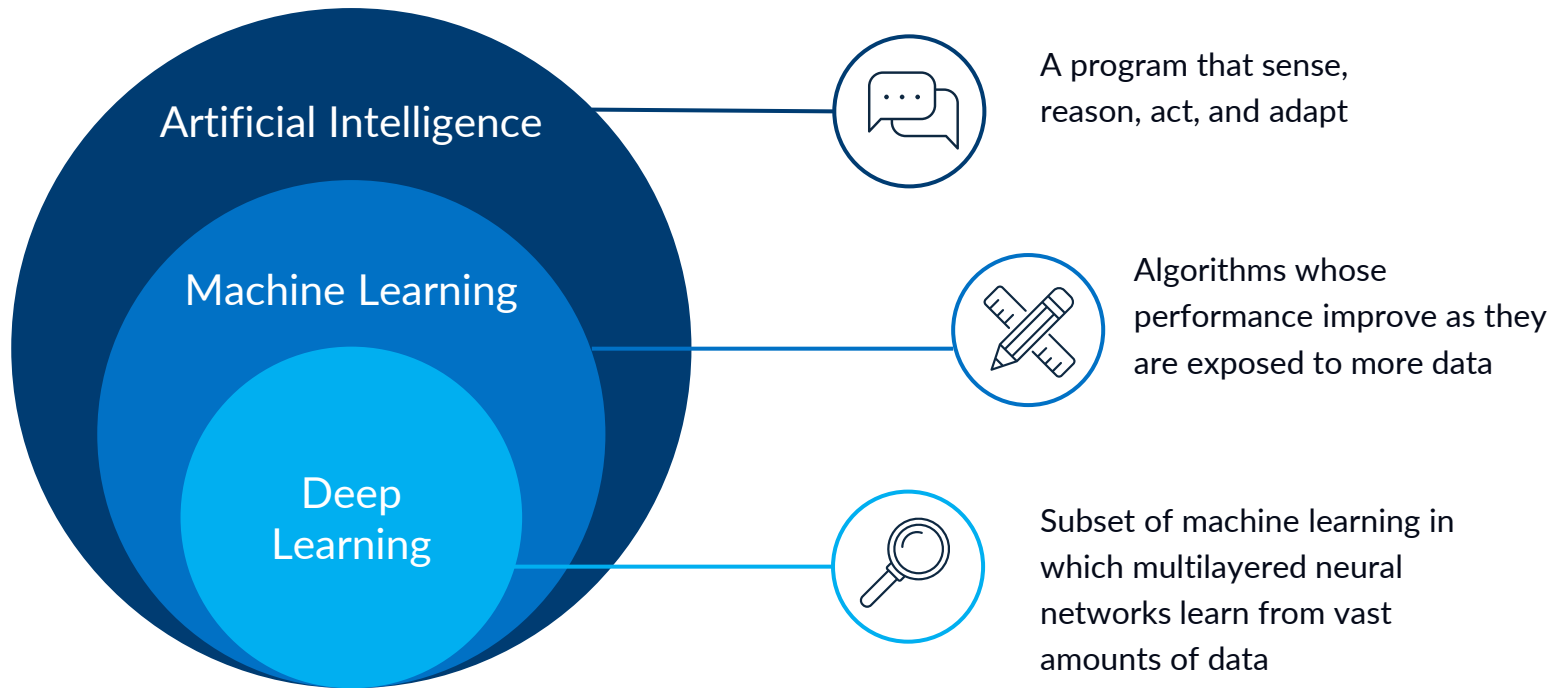 Artificial Intelligence
A program that sense,
reason, act, and adapt
Machine Learning
Algorithms whose
performance improve as they
are exposed to more data
Deep
Learning
Subset of machine learning in
which multilayered neural
networks learn from vast
amounts of data